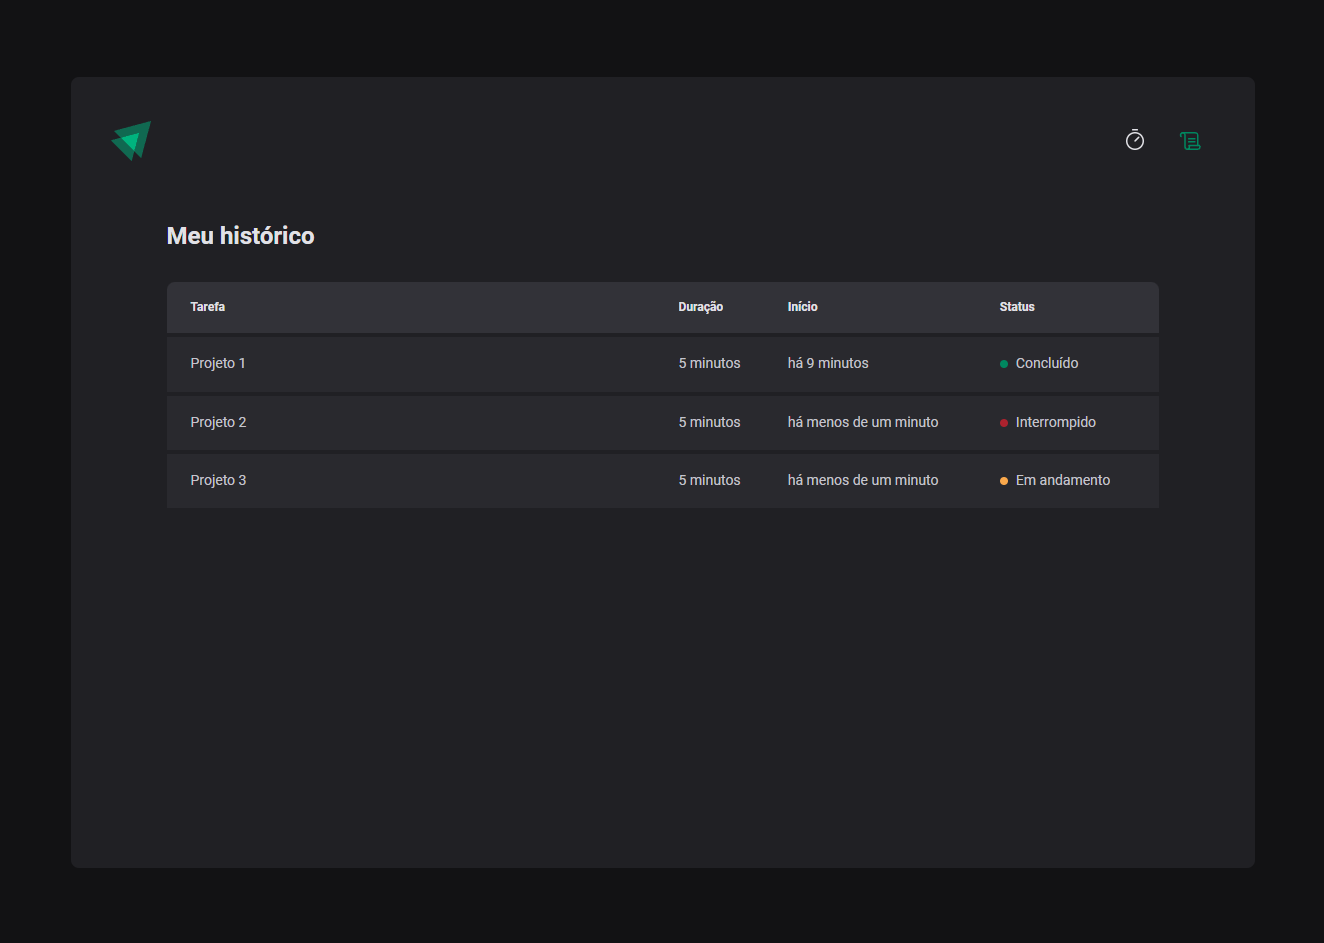 Meu histórico
Tarefa Duração Início Status
Projeto 1 5 minutos há 9 minutos Concluído
Projeto 2 5 minutos há menos de um minuto Interrompido
Projeto 3 5 minutos há menos de um minuto Em andamento